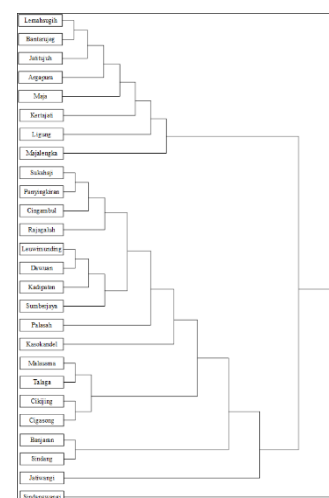 Lemahsugih
Bantarujeg
Jatitujuh
Argapura
Maja
Kertajati
Ligung
Majalengka
Sukahaji
Panyingkiran
Cingambul
Rajagaluh
Leuwimunding
Dawuan
Kadipaten
Sumberjaya
Palasah
Kasokandel
Malausma
Talaga
Cikijing
Cigasong
Banjaran
Sindang
Jatiwangi
Sindangwangi